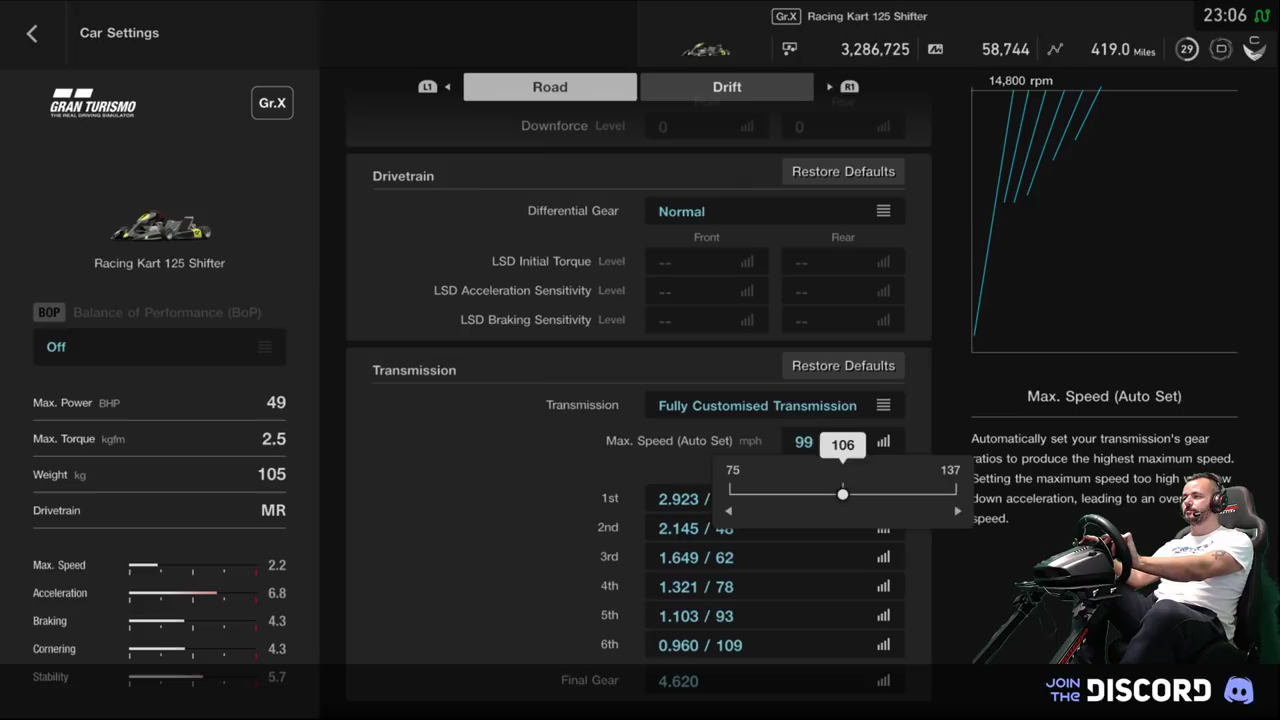 Car Settings
Gr.X Racing Kart 125 Shifter
23:06
3,286,725 58,744 419.0 Miles 29 C
GRAN TURISMO
THE REAL DRIVING SIMULATOR
Gr.X
Racing Kart 125 Shifter
BOP Balance of Performance (BoP)
Off
Max. Power BHP 49
Max. Torque kgfm 2.5
Weight kg 105
Drivetrain MR
Max. Speed 2.2
Acceleration 6.8
Braking 4.3
Cornering 4.3
Stability 5.7
L1 Road Drift R1
Front Rear
Downforce Level 0 0
Drivetrain Restore Defaults
Differential Gear Normal
Front Rear
LSD Initial Torque Level -- --
LSD Acceleration Sensitivity Level -- --
LSD Braking Sensitivity Level -- --
Transmission Restore Defaults
Transmission Fully Customised Transmission
Max. Speed (Auto Set) mph 99
106
75 137
1st 2.923 /
2nd 2.145 / 48
3rd 1.649 / 62
4th 1.321 / 78
5th 1.103 / 93
6th 0.960 / 109
Final Gear 4.620
14,800 rpm
Max. Speed (Auto Set)
Automatically set your transmission's gear
ratios to produce the highest maximum speed.
Setting the maximum speed too high
down acceleration, leading to an
speed.
JOIN
THE DISCORD